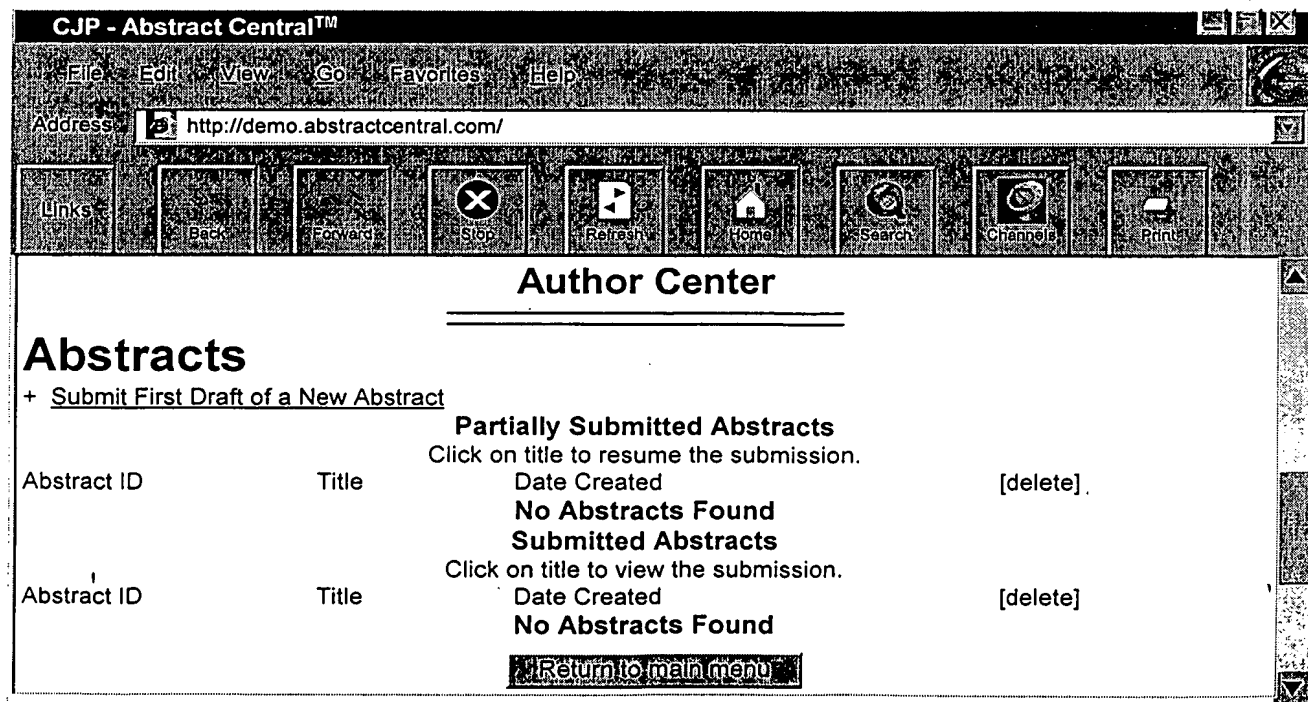 CJP - Abstract Central™
File Edit View Go Favorites Help
Address http://demo.abstractcentral.com/
Links Back Forward Stop Refresh Home Search Channels Print
Author Center
Abstracts
+ Submit First Draft of a New Abstract
Partially Submitted Abstracts
Click on title to resume the submission.
Abstract ID Title Date Created [delete]
No Abstracts Found
Submitted Abstracts
Click on title to view the submission.
Abstract ID Title Date Created [delete]
No Abstracts Found
Return to main menu